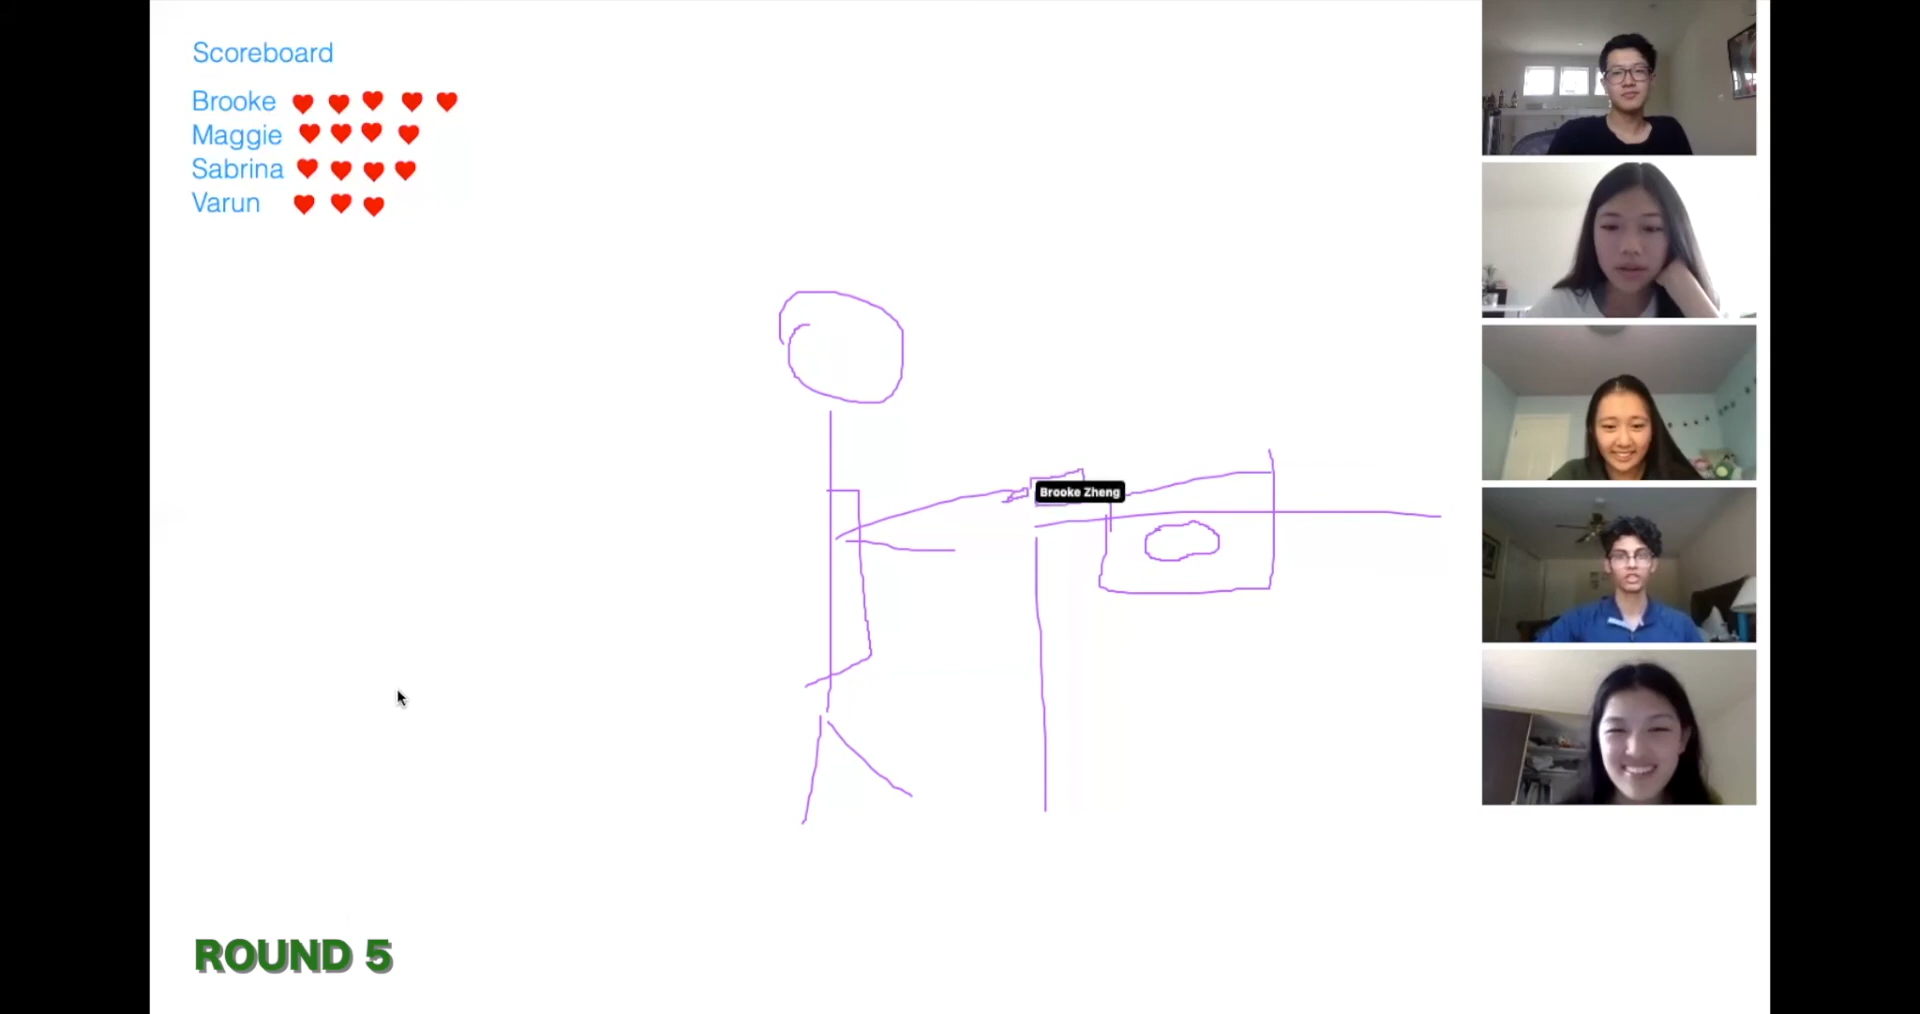 Scoreboard
Brooke
Maggie
Sabrina
Varun
Brooke Zheng
ROUND 5